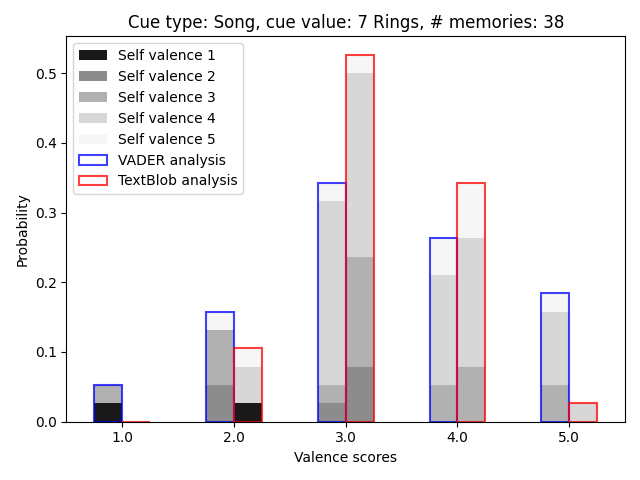 Cue type: Song, cue value: 7 Rings, # memories: 38
Self valence 1
Self valence 2
Self valence 3
Self valence 4
Self valence 5
VADER analysis
TextBlob analysis
Probability
0.5
0.4
0.3
0.2
0.1
0.0
1.0 2.0 3.0 4.0 5.0
Valence scores